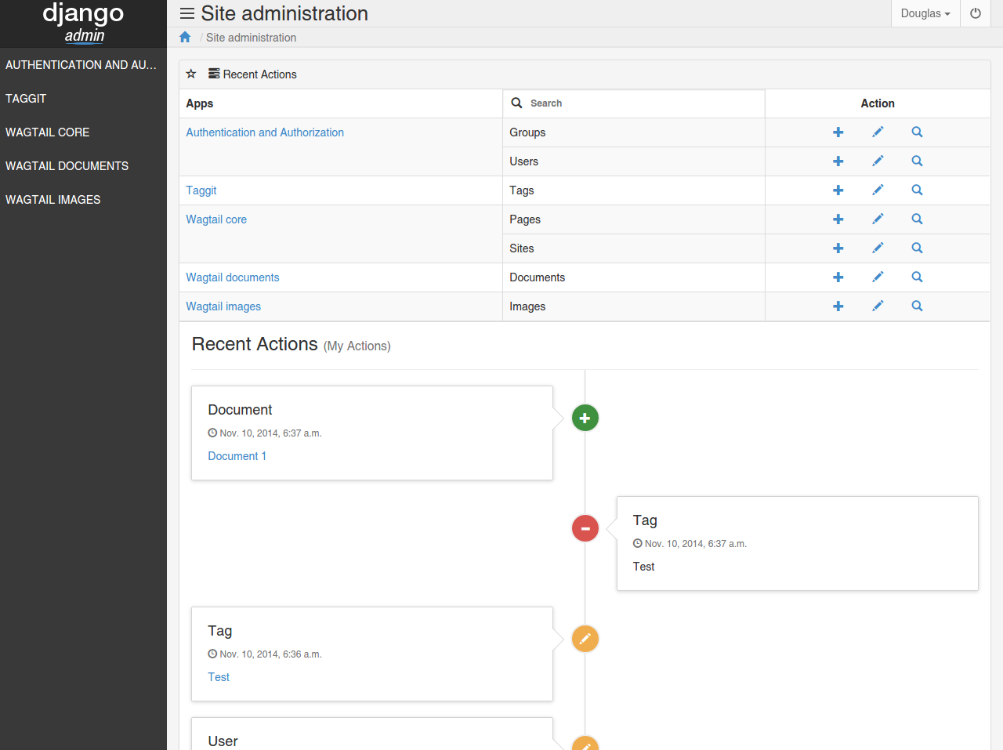 django
admin
AUTHENTICATION AND AU...
TAGGIT
WAGTAIL CORE
WAGTAIL DOCUMENTS
WAGTAIL IMAGES
Site administration
Douglas
/ Site administration
Recent Actions
Apps
Search
Action
Authentication and Authorization
Groups
Users
Taggit
Tags
Wagtail core
Pages
Sites
Wagtail documents
Documents
Wagtail images
Images
Recent Actions (My Actions)
Document
Nov. 10, 2014, 6:37 a.m.
Document 1
Tag
Nov. 10, 2014, 6:37 a.m.
Test
Tag
Nov. 10, 2014, 6:36 a.m.
Test
User